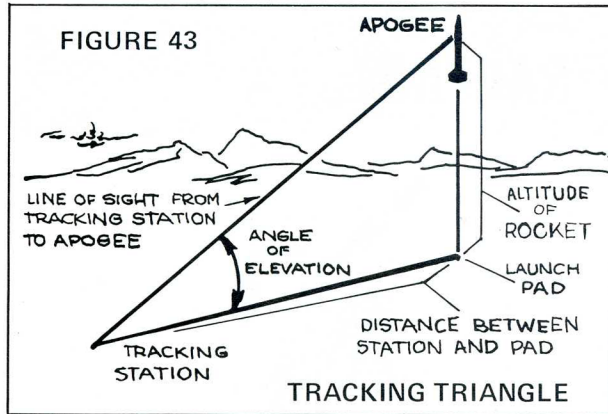 FIGURE 43
APOGEE
LINE OF SIGHT FROM
TRACKING STATION
TO APOGEE
ANGLE
OF
ELEVATION
ALTITUDE
OF
ROCKET
LAUNCH
PAD
DISTANCE BETWEEN
STATION AND PAD
TRACKING
STATION
TRACKING TRIANGLE